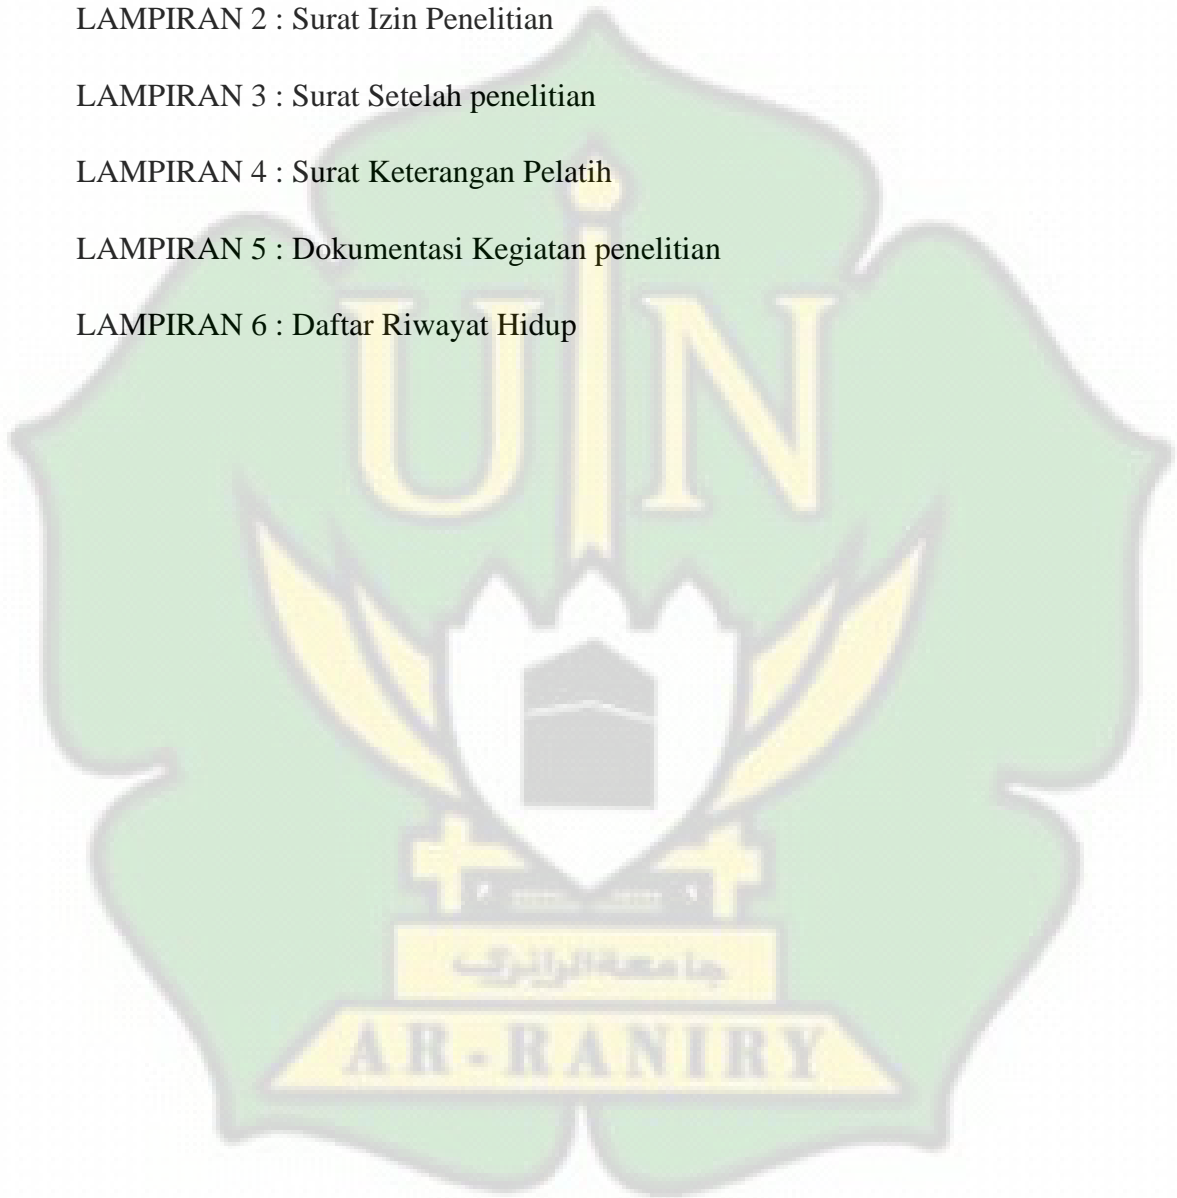 LAMPIRAN 2 : Surat Izin Penelitian
LAMPIRAN 3 : Surat Setelah penelitian
LAMPIRAN 4 : Surat Keterangan Pelatih
LAMPIRAN 5 : Dokumentasi Kegiatan penelitian
LAMPIRAN 6 : Daftar Riwayat Hidup
UIN
جامعة الرانري
AR-RANIRY